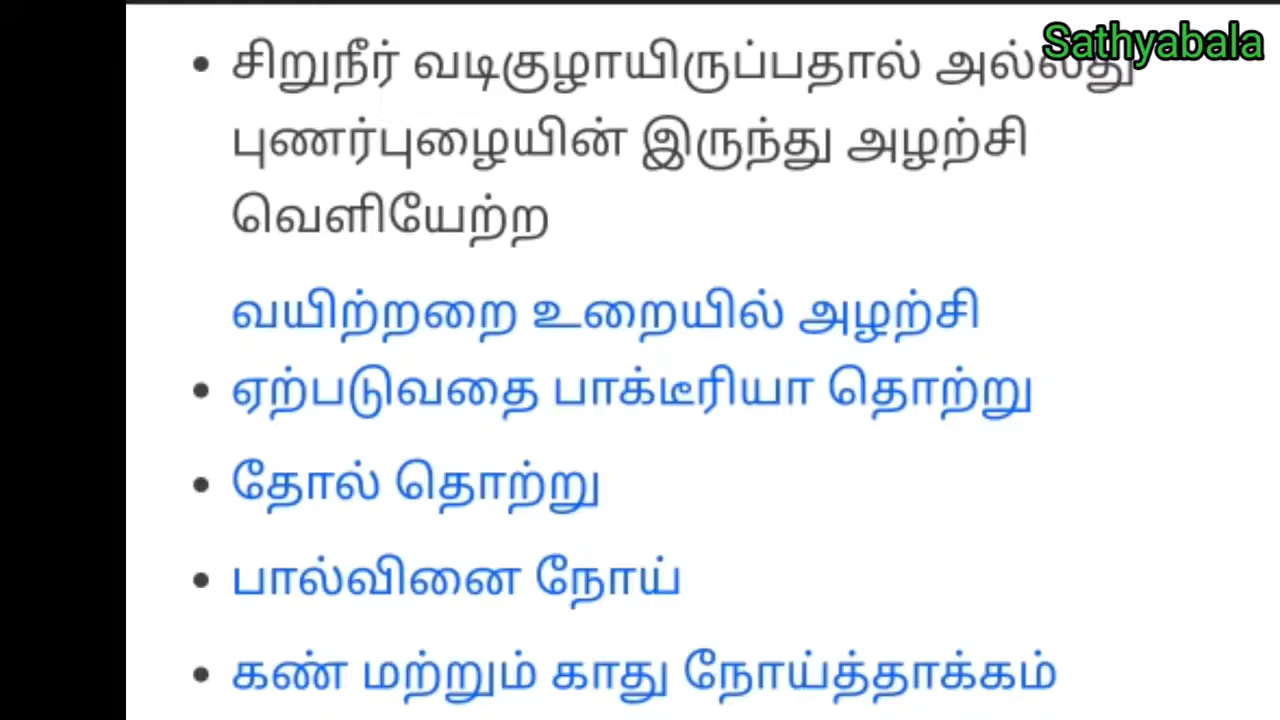 Sathyabala
• சிறுநீர் வடிகுழாயிருப்பதால் அல்லது
புணர்புழையின் இருந்து அழற்சி
வெளியேற்ற
வயிற்றறை உறையில் அழற்சி
• ஏற்படுவதை பாக்டீரியா தொற்று
• தோல் தொற்று
• பால்வினை நோய்
• கண் மற்றும் காது நோய்த்தாக்கம்